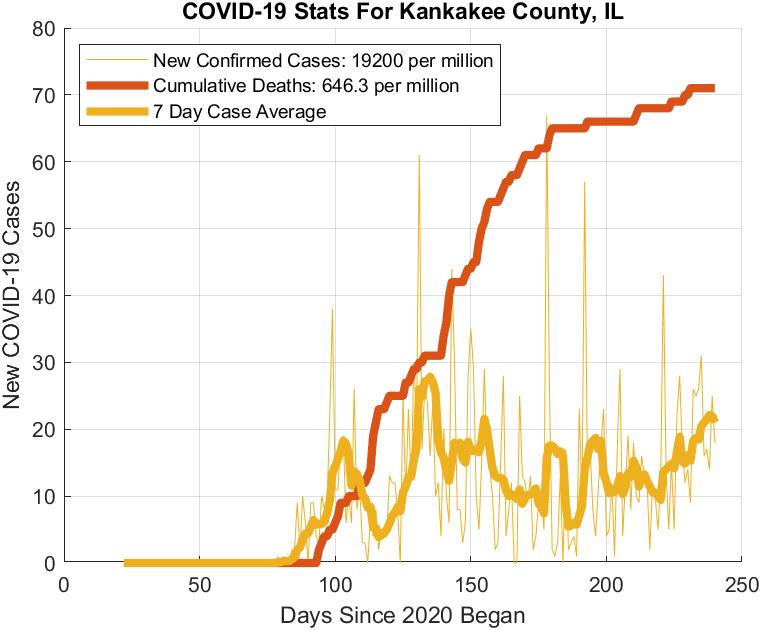 COVID-19 Stats For Kankakee County, IL
New Confirmed Cases: 19200 per million
Cumulative Deaths: 646.3 per million
7 Day Case Average
New COVID-19 Cases
80
70
60
50
40
30
20
10
0
0 50 100 150 200 250
Days Since 2020 Began